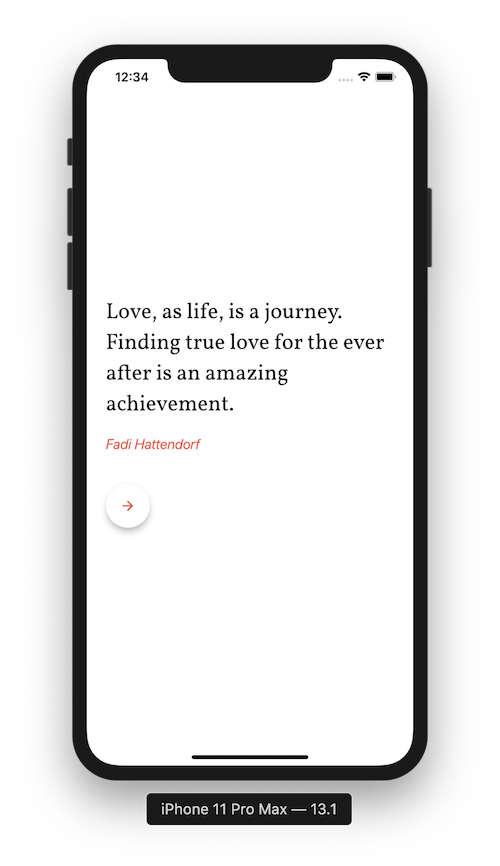 12:34
Love, as life, is a journey.
Finding true love for the ever
after is an amazing
achievement.
Fadi Hattendorf
iPhone 11 Pro Max — 13.1